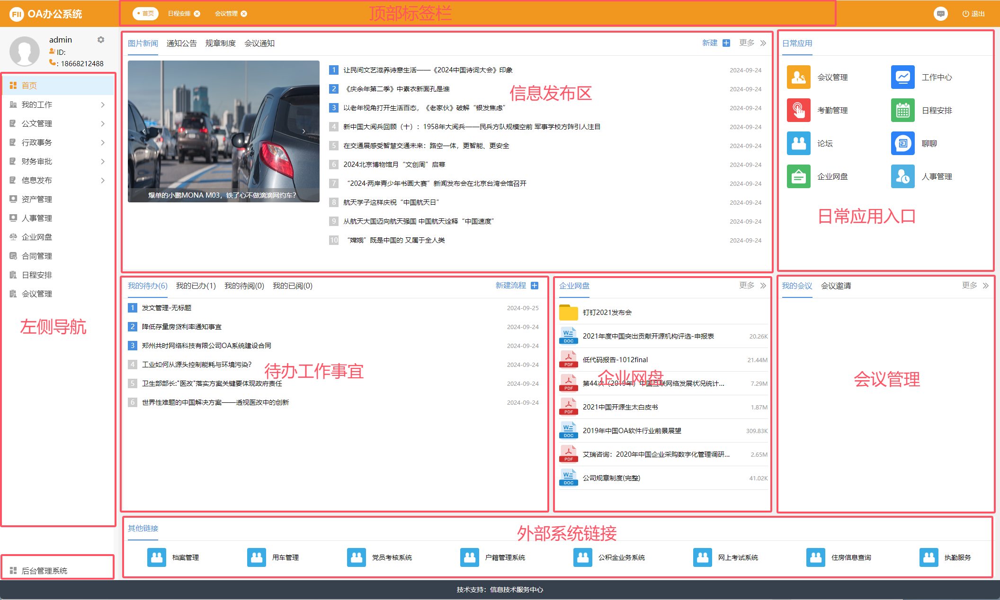 FII OA办公系统
首页
日程安排
会议管理
顶部标签栏
退出
admin
ID:
: 18668212488
首页
我的工作
公文管理
行政事务
财务审批
信息发布
资产管理
人事管理
企业网盘
合同管理
日程安排
会议管理
左侧导航
后台管理系统
图片新闻 通知公告 规章制度 会议通知 新建 更多
爆单的小鹏MONA M03，铁了心不做滴滴网约车？
1 让民间文艺滋养诗意生活——《2024中国诗词大会》印象 2024-09-24
2 《庆余年第二季》中素衣新面孔是谁 2024-09-24
3 以老年视角打开生活百态，《老家伙》破解“银发焦虑” 2024-09-24
4 新中国大阅兵回顾（十）：1958年大阅兵——民兵方队规模空前 军事学校方阵引人注目 2024-09-24
5 在交通展感受智慧交通未来：路空一体，更智能、更安全 2024-09-24
6 2024北京博物馆月“文创周”启幕 2024-09-24
7 “2024·两岸青少年书画大赛”新闻发布会在北京台湾会馆召开 2024-09-24
8 航天学子这样庆祝“中国航天日” 2024-09-24
9 从航天大国迈向航天强国 中国航天诠释“中国速度” 2024-09-24
10 “嫦娥”既是中国的 又属于全人类 2024-09-24
信息发布区
日常应用
会议管理 工作中心
考勤管理 日程安排
论坛 聊聊
企业网盘 人事管理
日常应用入口
我的待办(6) 我的已办(1) 我的待阅(0) 我的已阅(0) 新建流程
1 发文管理-无标题 2024-09-25
2 降低存量房贷利率通知事宜 2024-09-24
3 郑州共时网络科技有限公司OA系统建设合同 2024-09-24
4 工业如何从源头控制能耗与环境污染？ 2024-09-24
5 卫生部部长:"医改"落实方案关键要体现政府责任 2024-09-24
6 世界性难题的中国解决方案——透视医改中的创新 2024-09-24
待办工作事宜
企业网盘 更多
钉钉2021发布会
DOC 2021年度中国突出贡献开源机构评选-申报表 20.26K
PDF 低代码报告-1012final 21.44M
PDF 第44次（2019年）中国互联网络发展状况统计... 7.29M
PDF 2021中国开源生太白皮书 1.87M
DOC 2019年中国OA软件行业前景展望 309.83K
PDF 艾瑞咨询：2020年中国企业采购数字化管理调研... 2.65M
DOC 公司规章制度(完整) 41.02K
企业网盘
我的会议 会议邀请 更多
会议管理
其他链接
外部系统链接
档案管理 用车管理 党员考核系统 户籍管理系统 公积金业务系统 网上考试系统 住房信息查询 执勤服务
技术支持：信息技术服务中心